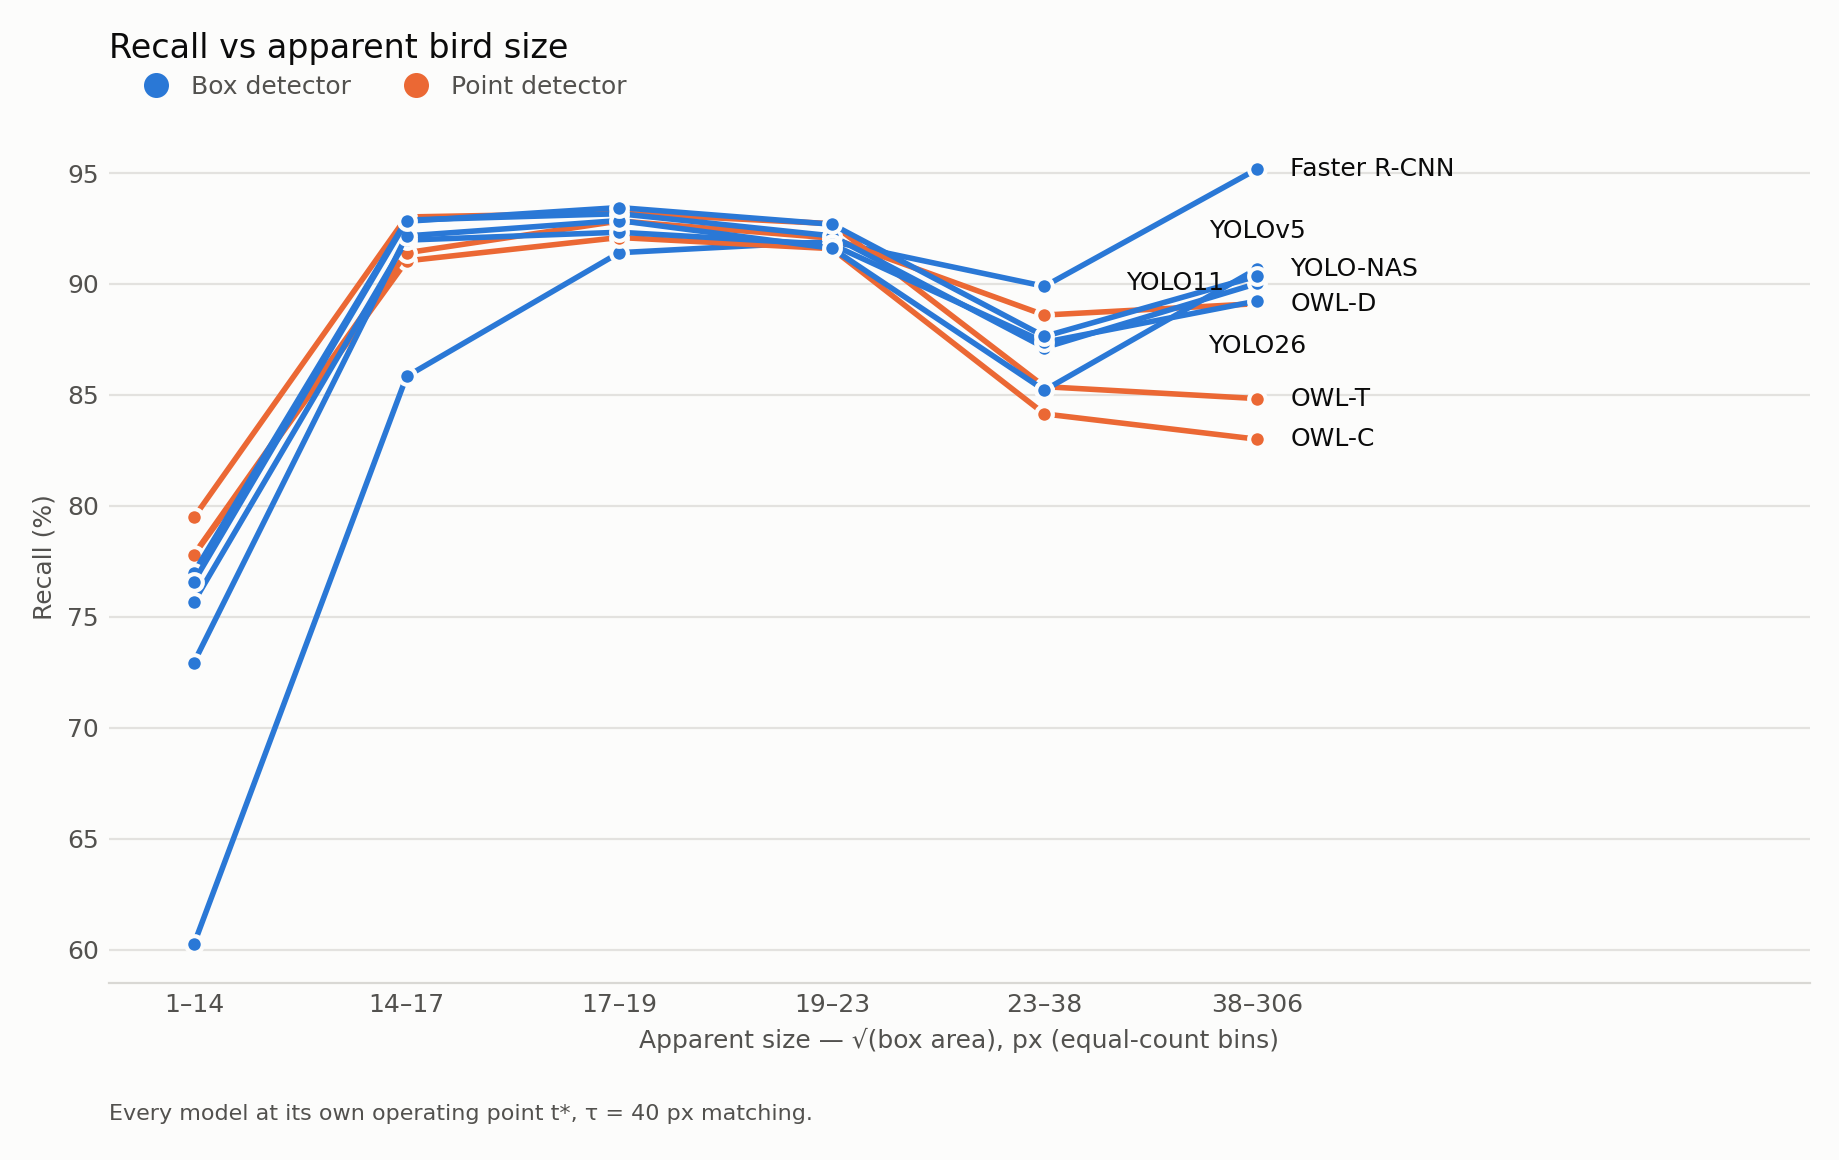 Recall vs apparent bird size
Box detector
Point detector
95
90
85
80
75
70
65
60
Recall (%)
Faster R-CNN
YOLOv5
YOLO-NAS
YOLO11
OWL-D
YOLO26
OWL-T
OWL-C
1–14
14–17
17–19
19–23
23–38
38–306
Apparent size — √(box area), px (equal-count bins)
Every model at its own operating point t*, τ = 40 px matching.